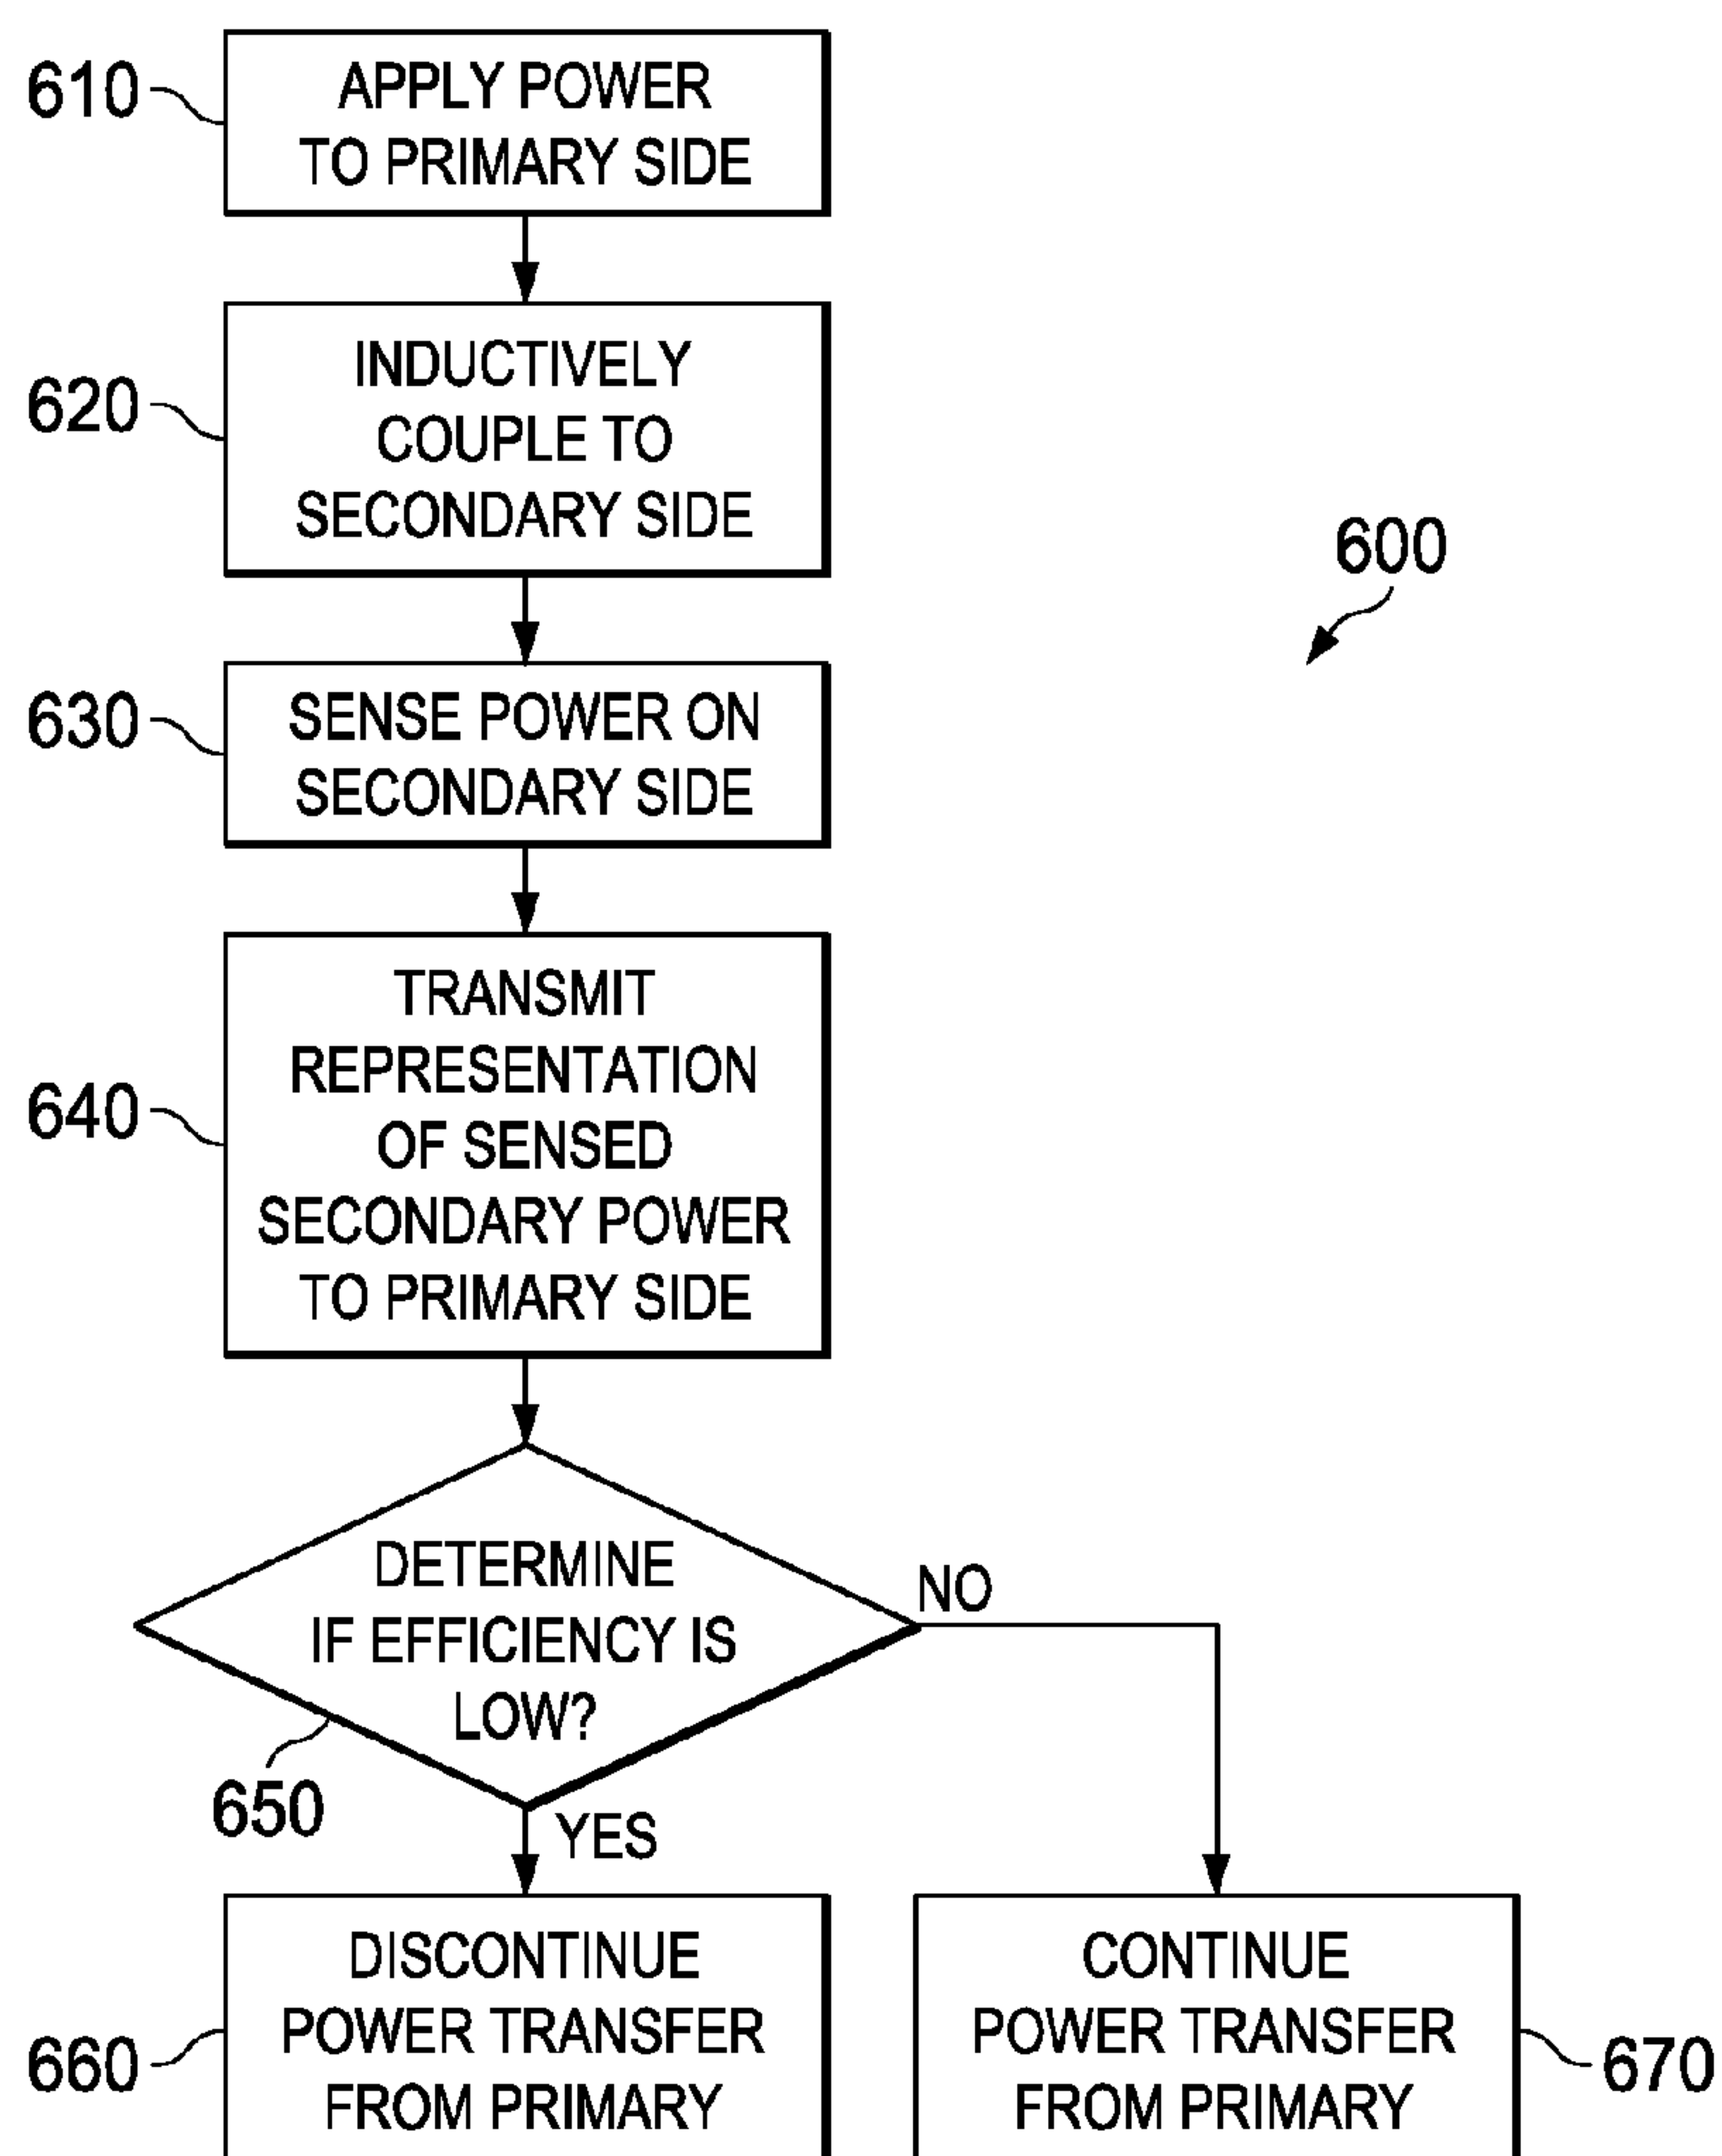 610
APPLY POWER
TO PRIMARY SIDE
620
INDUCTIVELY
COUPLE TO
SECONDARY SIDE
600
630
SENSE POWER ON
SECONDARY SIDE
640
TRANSMIT
REPRESENTATION
OF SENSED
SECONDARY POWER
TO PRIMARY SIDE
650
DETERMINE
IF EFFICIENCY IS
LOW?
NO
YES
660
DISCONTINUE
POWER TRANSFER
FROM PRIMARY
CONTINUE
POWER TRANSFER
FROM PRIMARY
670